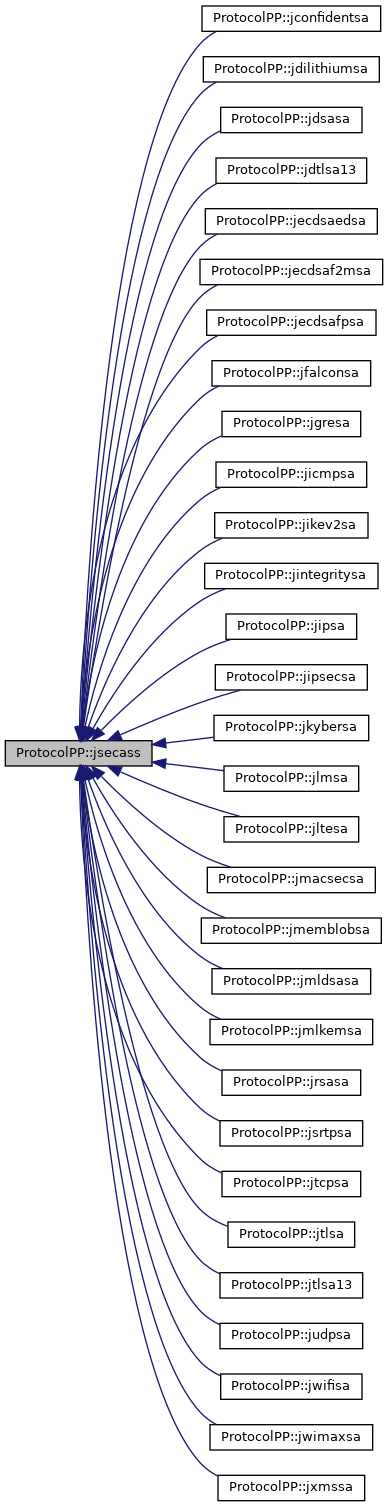 ProtocolPP::jconfidentsa
ProtocolPP::jdilithiumsa
ProtocolPP::jdsasa
ProtocolPP::jdtlsa13
ProtocolPP::jecdsaedsa
ProtocolPP::jecdsaf2msa
ProtocolPP::jecdsafpsa
ProtocolPP::jfalconsa
ProtocolPP::jgresa
ProtocolPP::jicmpsa
ProtocolPP::jikev2sa
ProtocolPP::jintegritysa
ProtocolPP::jipsa
ProtocolPP::jipsecsa
ProtocolPP::jkybersa
ProtocolPP::jsecass
ProtocolPP::jlmsa
ProtocolPP::jltesa
ProtocolPP::jmacsecsa
ProtocolPP::jmemblobsa
ProtocolPP::jmldsasa
ProtocolPP::jmlkemsa
ProtocolPP::jrsasa
ProtocolPP::jsrtpsa
ProtocolPP::jtcpsa
ProtocolPP::jtlsa
ProtocolPP::jtlsa13
ProtocolPP::judpsa
ProtocolPP::jwifisa
ProtocolPP::jwimaxsa
ProtocolPP::jxmssa